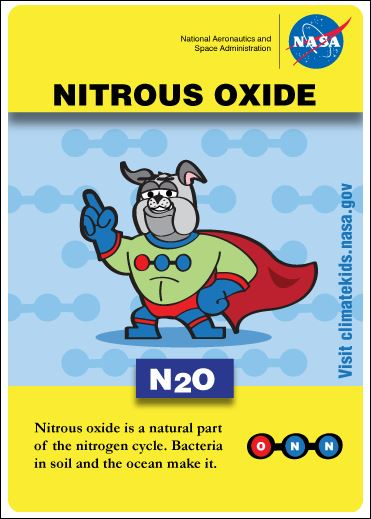 National Aeronautics and
Space Administration
NASA
NITROUS OXIDE
Visit climatekids.nasa.gov
N2O
Nitrous oxide is a natural part
of the nitrogen cycle. Bacteria
in soil and the ocean make it.
O N N